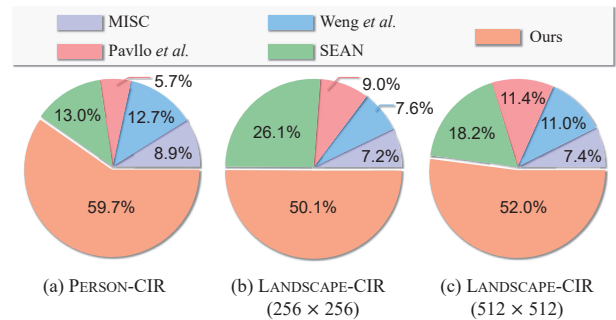 MISC
Weng et al.
Ours
Pavllo et al.
SEAN
5.7%
13.0%
12.7%
8.9%
59.7%
9.0%
26.1%
7.6%
7.2%
50.1%
11.4%
18.2%
11.0%
7.4%
52.0%
(a) PERSON-CIR
(b) LANDSCAPE-CIR
(256 × 256)
(c) LANDSCAPE-CIR
(512 × 512)